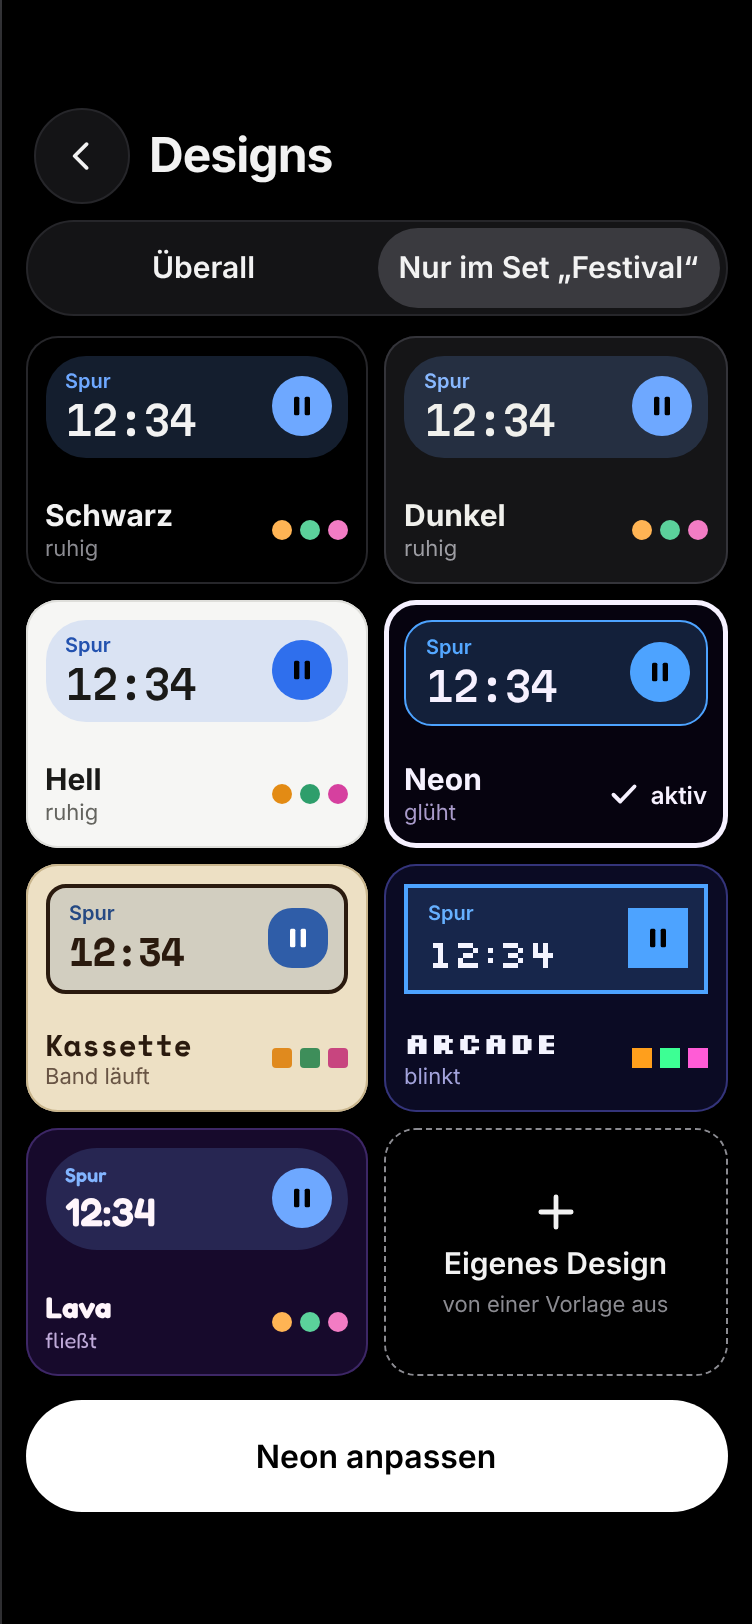 Designs
Überall
Nur im Set „Festival“
Spur
12:34
Schwarz
ruhig
Spur
12:34
Dunkel
ruhig
Spur
12:34
Hell
ruhig
Spur
12:34
Neon
glüht
aktiv
Spur
12:34
Kassette
Band läuft
Spur
12:34
ARCADE
blinkt
Spur
12:34
Lava
fließt
Eigenes Design
von einer Vorlage aus
Neon anpassen